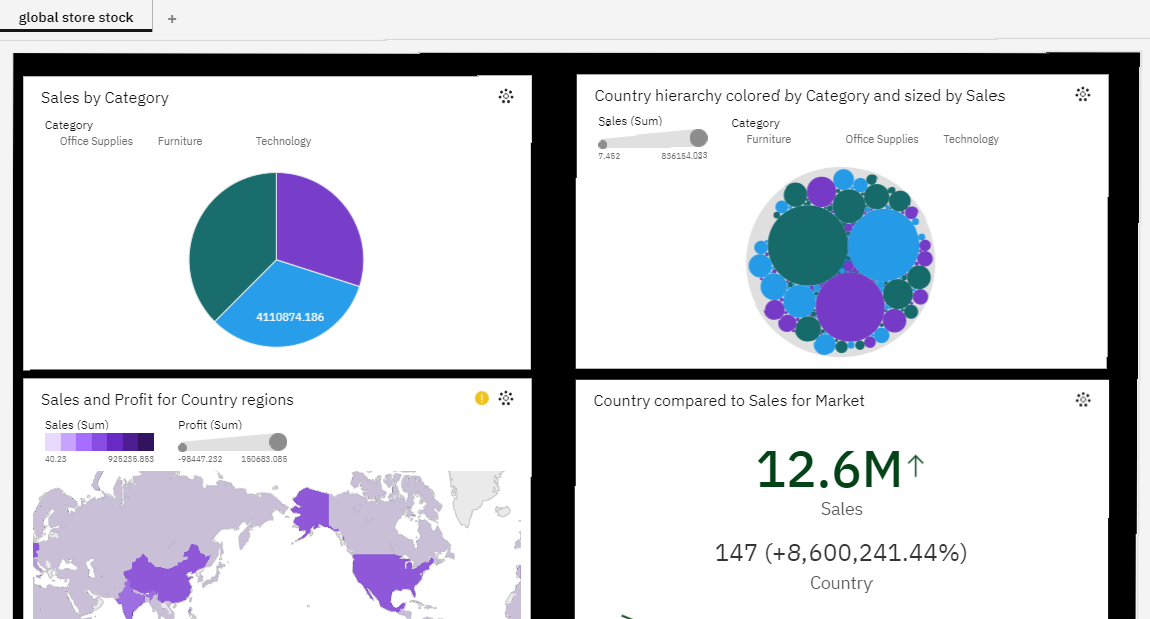 global store stock
+
Sales by Category
Category
Office Supplies Furniture Technology
4110874.186
Country hierarchy colored by Category and sized by Sales
Sales (Sum)
7.452 836154.033
Category
Furniture Office Supplies Technology
Sales and Profit for Country regions
Sales (Sum)
40.23 925235.853
Profit (Sum)
-98447.232 150683.085
Country compared to Sales for Market
12.6M↑
Sales
147 (+8,600,241.44%)
Country